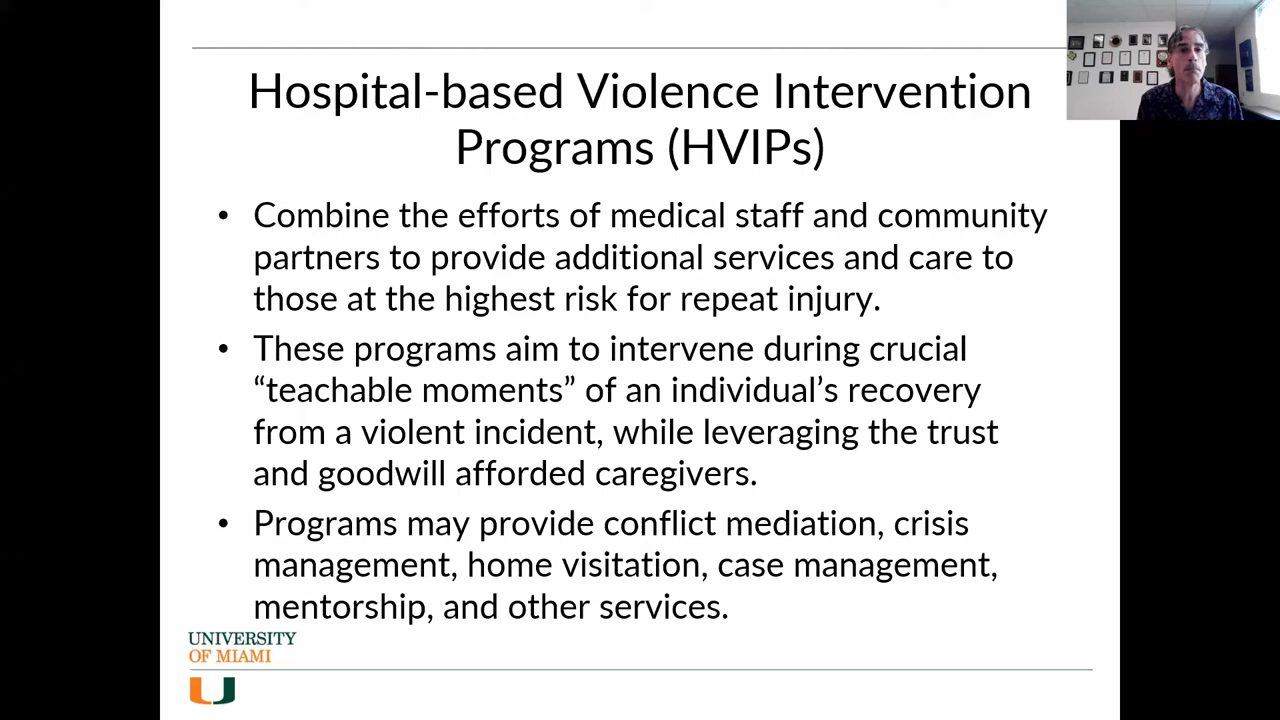 Hospital-based Violence Intervention
Programs (HVIPs)
• Combine the efforts of medical staff and community
partners to provide additional services and care to
those at the highest risk for repeat injury.
• These programs aim to intervene during crucial
“teachable moments” of an individual’s recovery
from a violent incident, while leveraging the trust
and goodwill afforded caregivers.
• Programs may provide conflict mediation, crisis
management, home visitation, case management,
mentorship, and other services.
UNIVERSITY
OF MIAMI